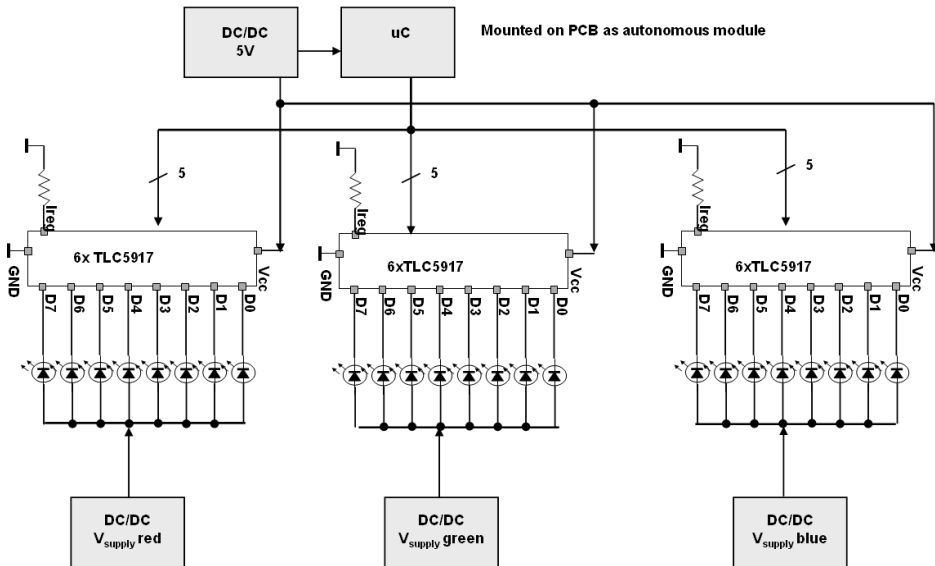 DC/DC
5V
uC
Mounted on PCB as autonomous module
5
5
5
Ireg
Ireg
Ireg
6x TLC5917
6xTLC5917
6xTLC5917
GND
Vcc
GND
Vcc
GND
Vcc
D7 D6 D5 D4 D3 D2 D1 D0
D7 D6 D5 D4 D3 D2 D1 D0
D7 D6 D5 D4 D3 D2 D1 D0
DC/DC
Vsupply red
DC/DC
Vsupply green
DC/DC
Vsupply blue